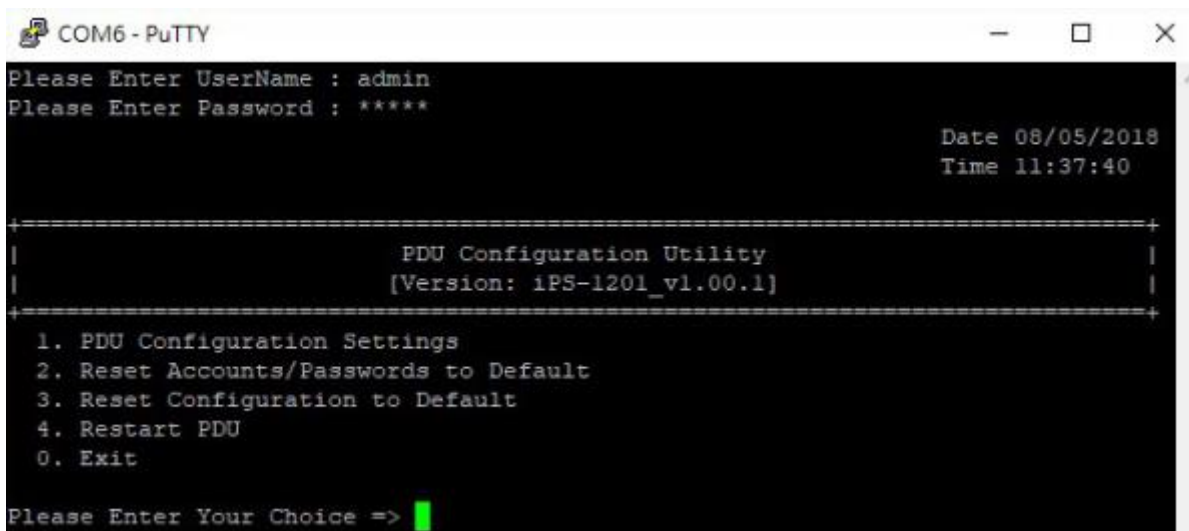 COM6 - PuTTY
Please Enter UserName : admin
Please Enter Password : *****
Date 08/05/2018
Time 11:37:40
+==========================================================================+
| PDU Configuration Utility |
| [Version: iPS-1201_v1.00.1] |
+==========================================================================+
1. PDU Configuration Settings
2. Reset Accounts/Passwords to Default
3. Reset Configuration to Default
4. Restart PDU
0. Exit
Please Enter Your Choice =>